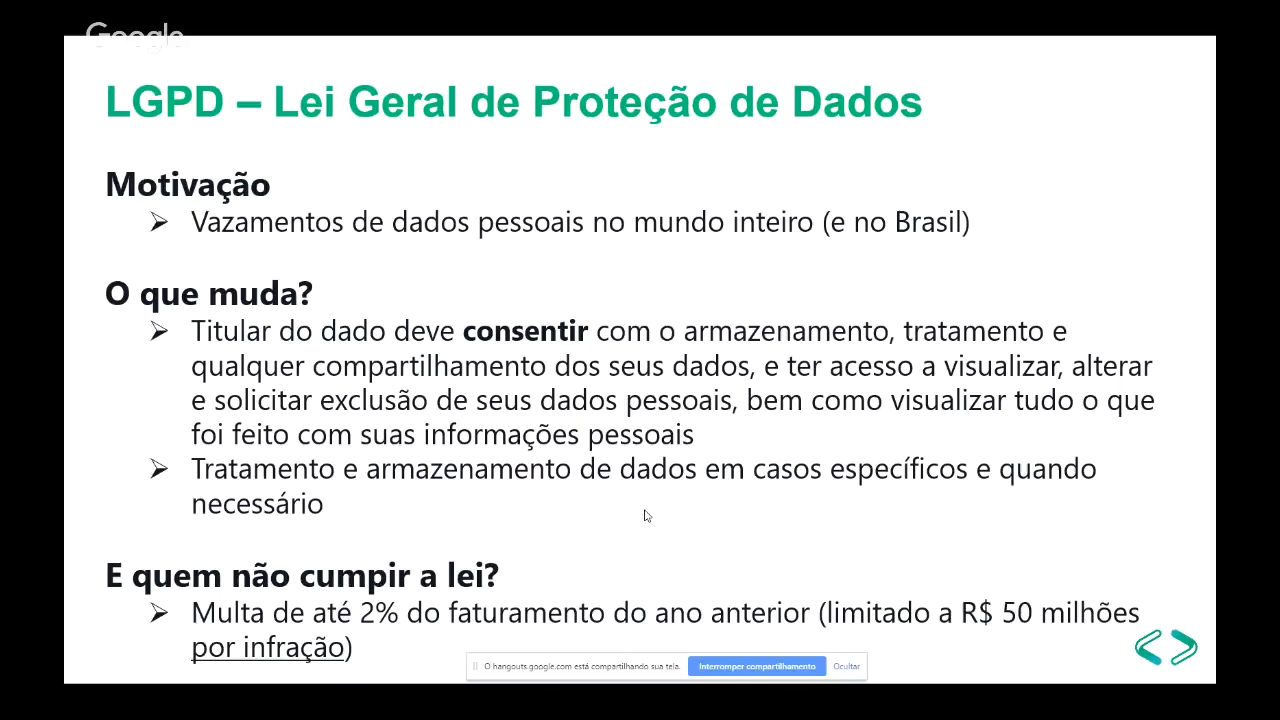 Google
LGPD – Lei Geral de Proteção de Dados
Motivação
➢ Vazamentos de dados pessoais no mundo inteiro (e no Brasil)
O que muda?
➢ Titular do dado deve consentir com o armazenamento, tratamento e
qualquer compartilhamento dos seus dados, e ter acesso a visualizar, alterar
e solicitar exclusão de seus dados pessoais, bem como visualizar tudo o que
foi feito com suas informações pessoais
➢ Tratamento e armazenamento de dados em casos específicos e quando
necessário
E quem não cumprir a lei?
➢ Multa de até 2% do faturamento do ano anterior (limitado a R$ 50 milhões
por infração)
O hangouts.google.com está compartilhando sua tela. Interromper compartilhamento Ocultar